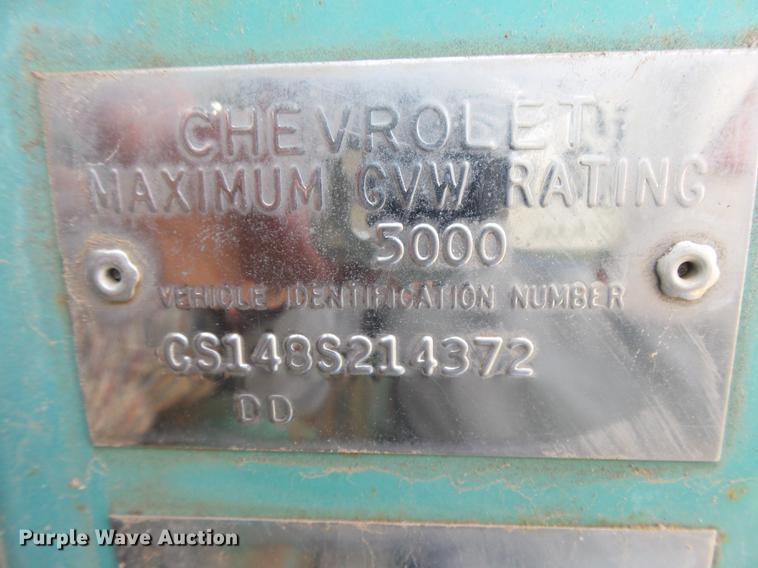 CHEVROLET
MAXIMUM GVW RATING
5000
VEHICLE IDENTIFICATION NUMBER
CS148S214372
DD
Purple Wave Auction®